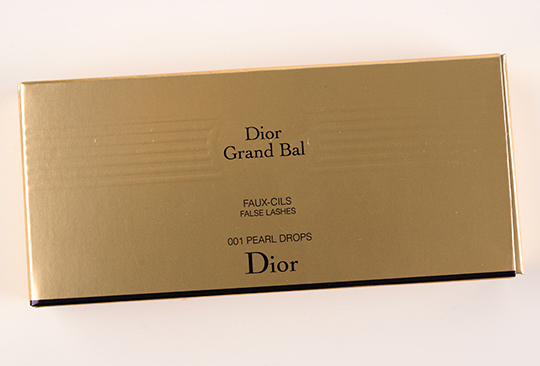 Dior
Grand Bal
FAUX-CILS
FALSE LASHES
001 PEARL DROPS
Dior